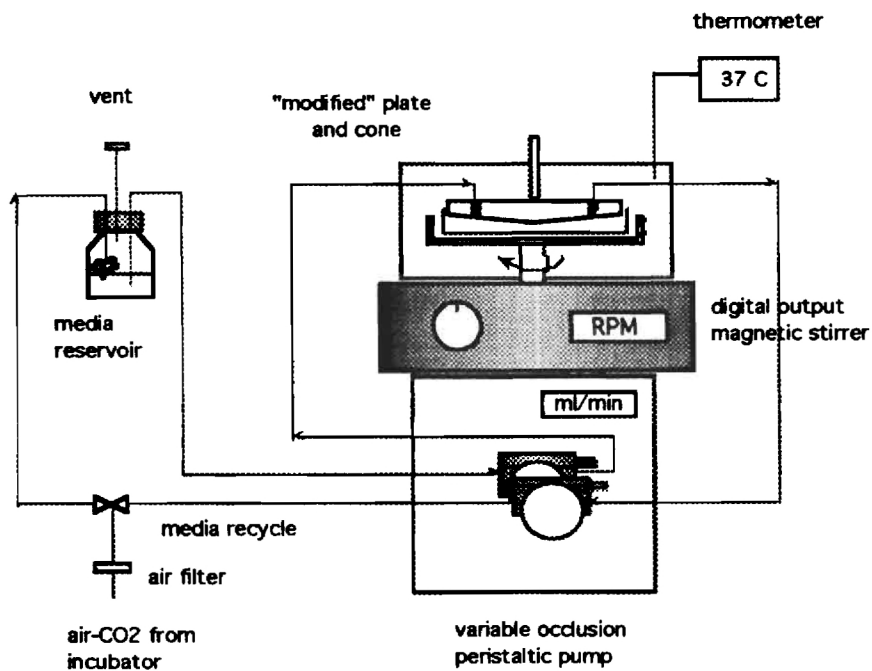 thermometer
37 C
vent
"modified" plate
and cone
media
reservoir
RPM
digital output
magnetic stirrer
ml/min
media recycle
air filter
air-CO2 from
incubator
variable occlusion
peristaltic pump